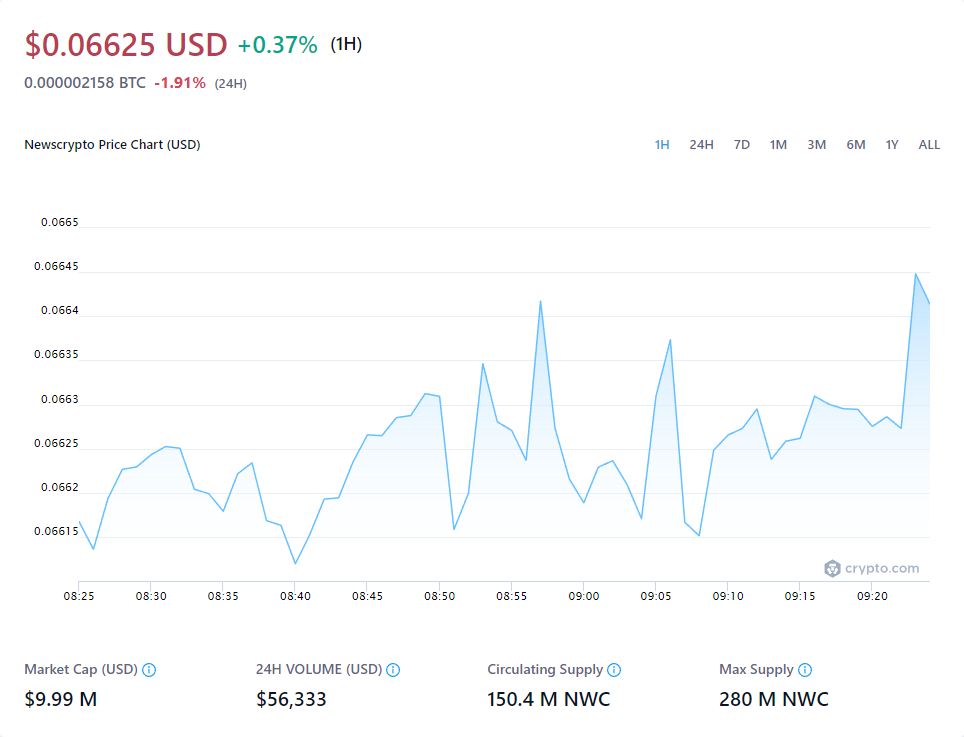 $0.06625 USD +0.37% (1H)
0.000002158 BTC -1.91% (24H)
Newscrypto Price Chart (USD) 1H 24H 7D 1M 3M 6M 1Y ALL
0.0665
0.06645
0.0664
0.06635
0.0663
0.06625
0.0662
0.06615
crypto.com
08:25 08:30 08:35 08:40 08:45 08:50 08:55 09:00 09:05 09:10 09:15 09:20
Market Cap (USD) 24H VOLUME (USD) Circulating Supply Max Supply
$9.99 M $56,333 150.4 M NWC 280 M NWC